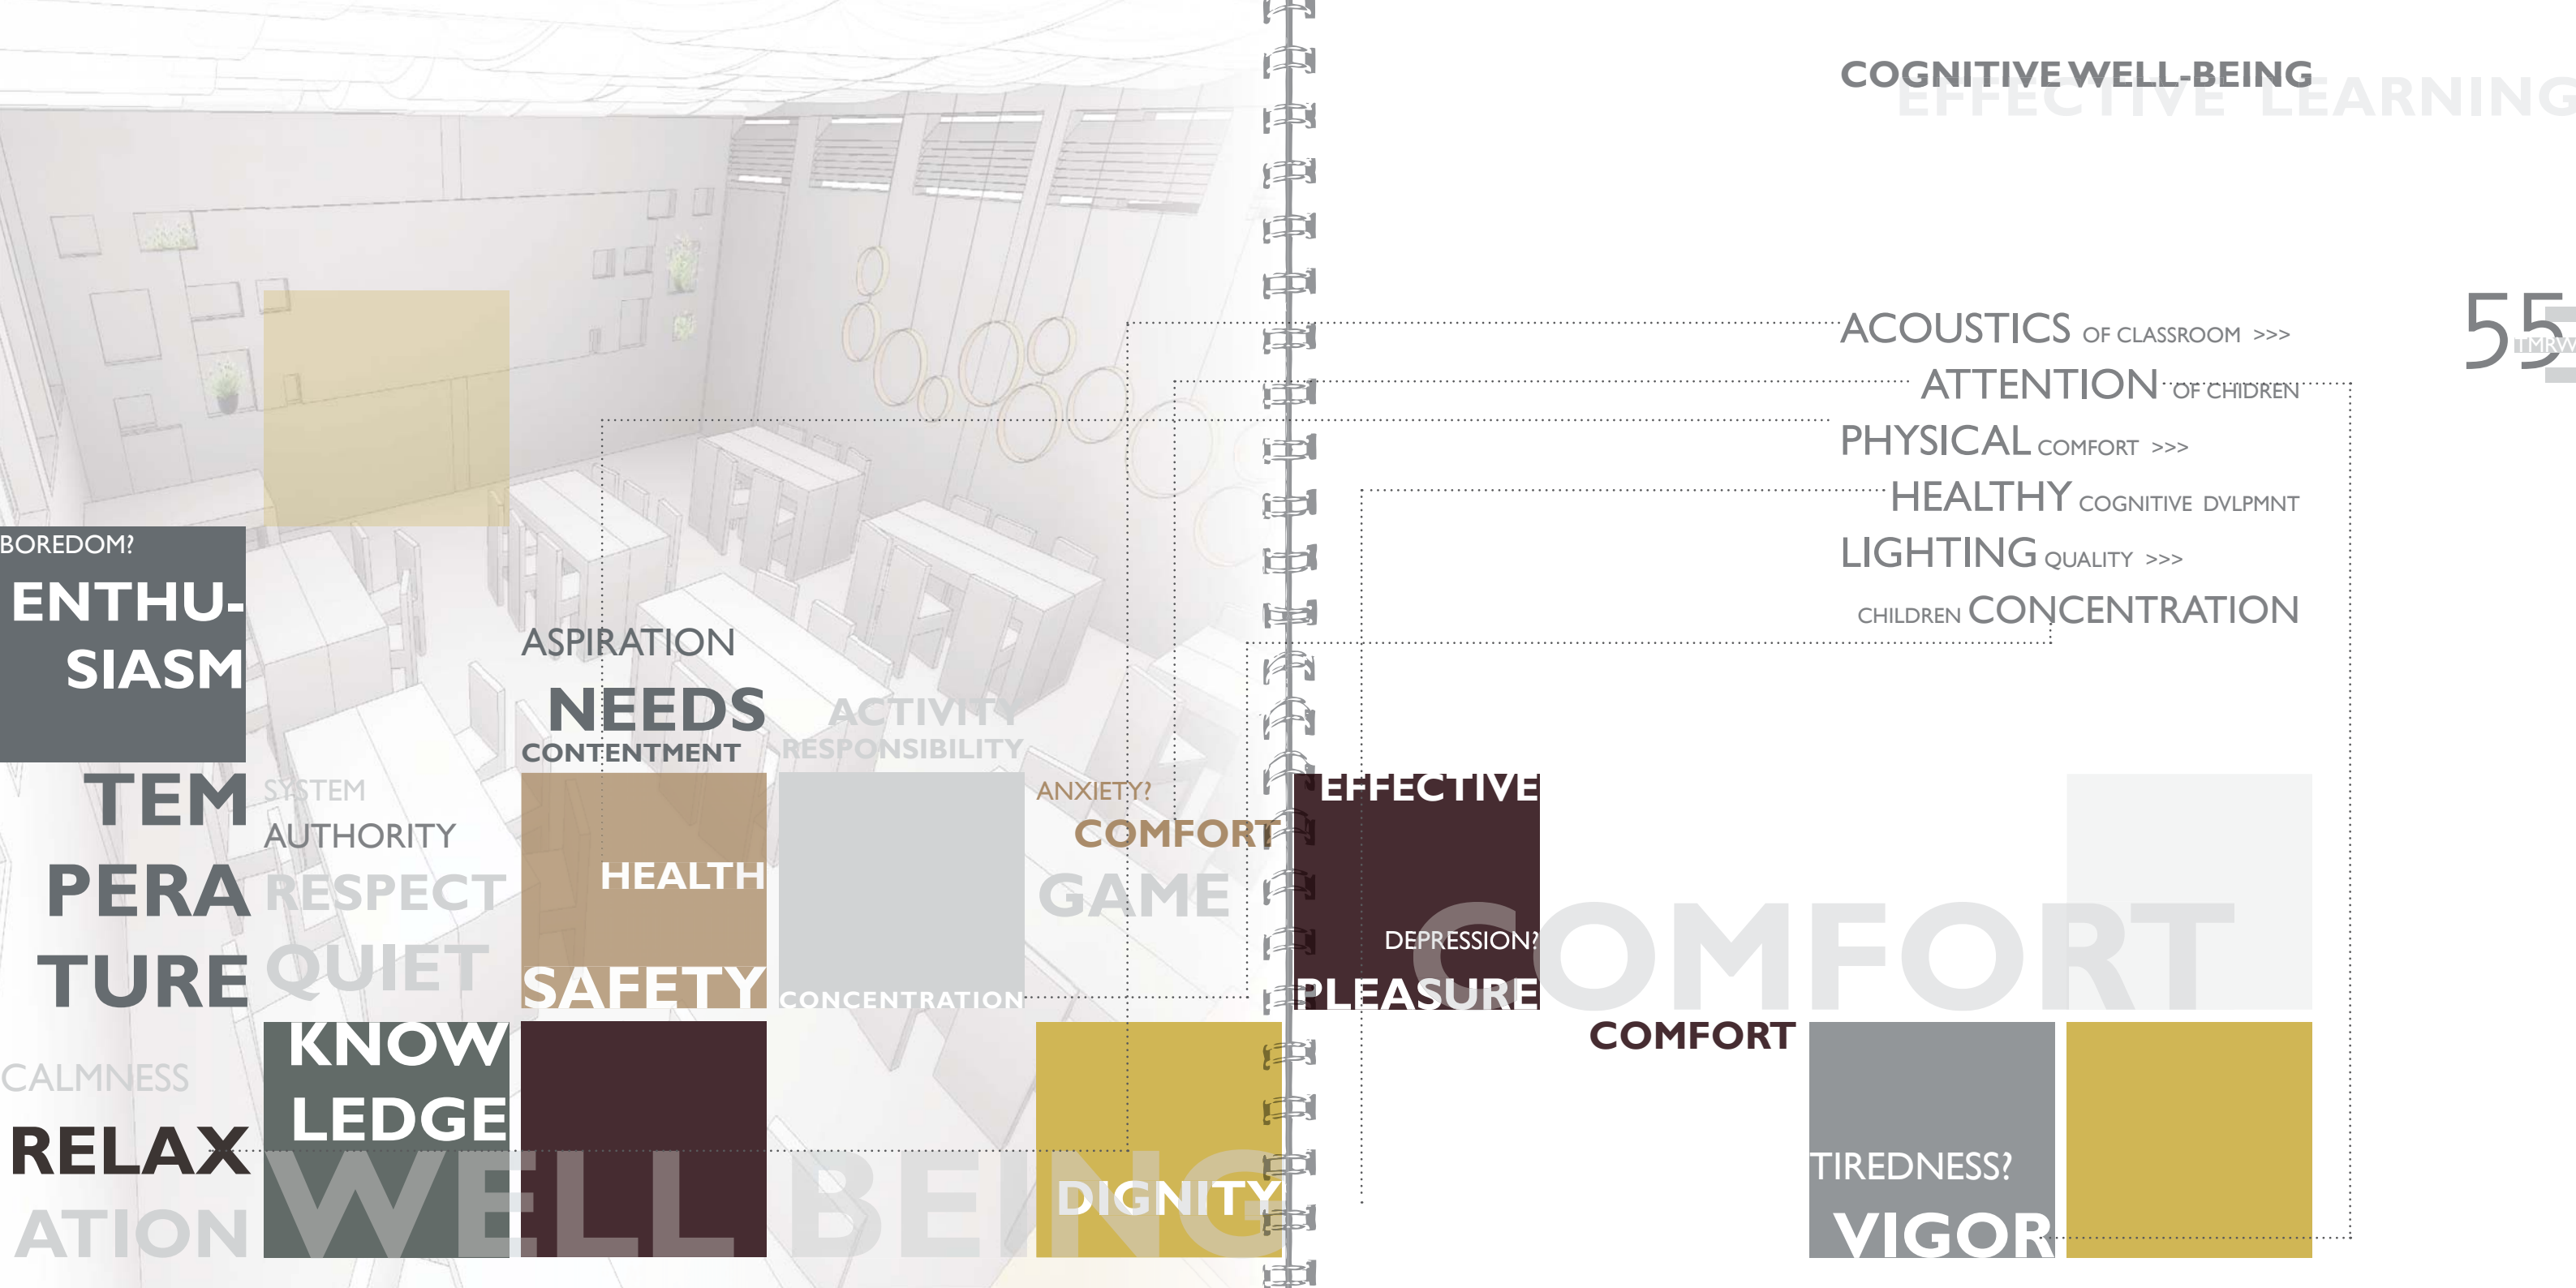 COGNITIVE WELL-BEING
EFFECTIVE LEARNING
55
TMRW
ACOUSTICS OF CLASSROOM >>>
ATTENTION OF CHIDREN
PHYSICAL COMFORT >>>
HEALTHY COGNITIVE DVLPMNT
LIGHTING QUALITY >>>
CHILDREN CONCENTRATION
BOREDOM?
ENTHU-
SIASM
TEM
PERA
TURE
CALMNESS
RELAX
ATION
SYSTEM
AUTHORITY
RESPECT
QUIET
KNOW
LEDGE
ASPIRATION
NEEDS
CONTENTMENT
HEALTH
SAFETY
ACTIVITY
RESPONSIBILITY
CONCENTRATION
ANXIETY?
COMFORT
GAME
DIGNITY
WELL BEING
EFFECTIVE
DEPRESSION?
PLEASURE
COMFORT
COMFORT
TIREDNESS?
VIGOR